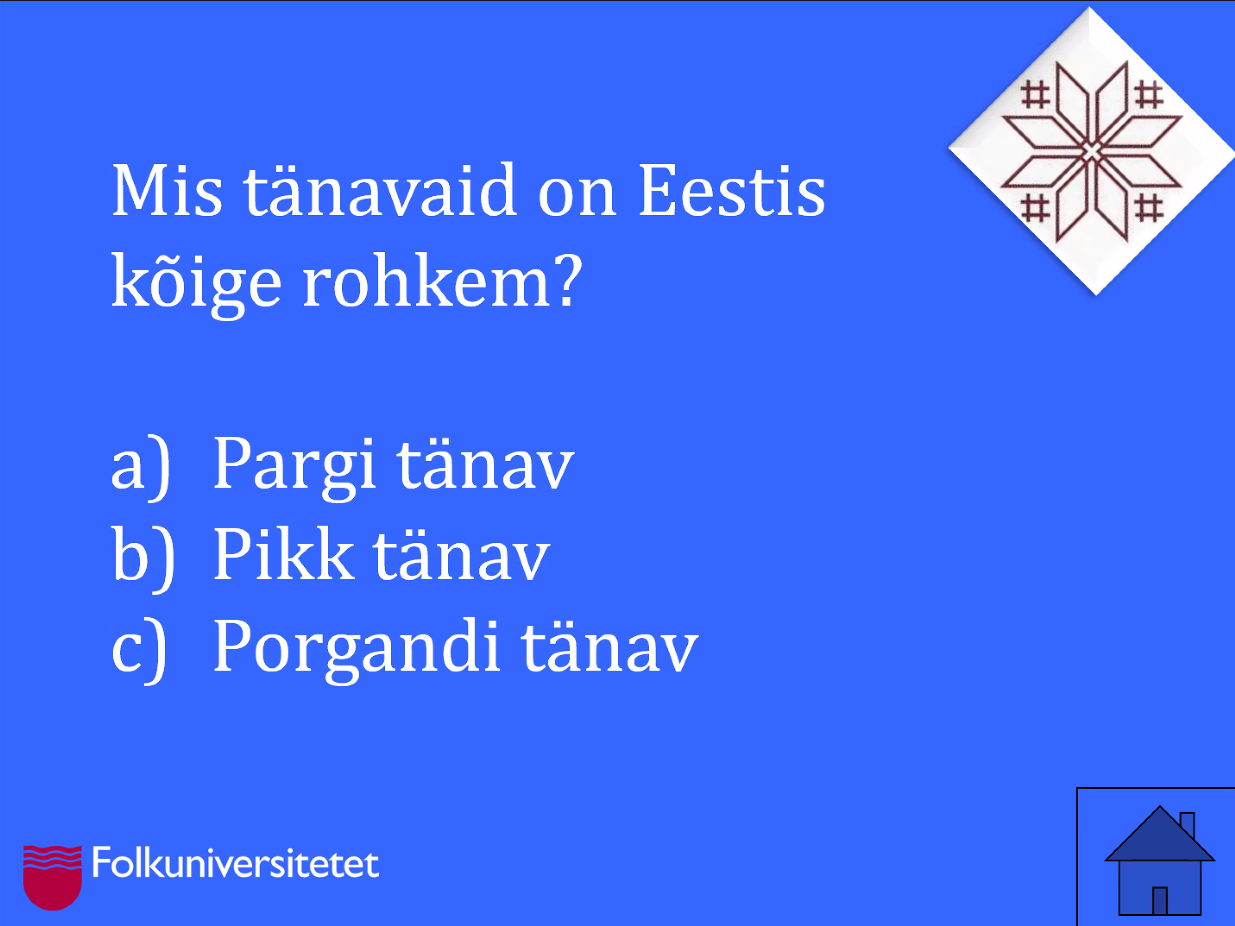 Mis tänavaid on Eestis
kõige rohkem?
a) Pargi tänav
b) Pikk tänav
c) Porgandi tänav
Folkuniversitetet